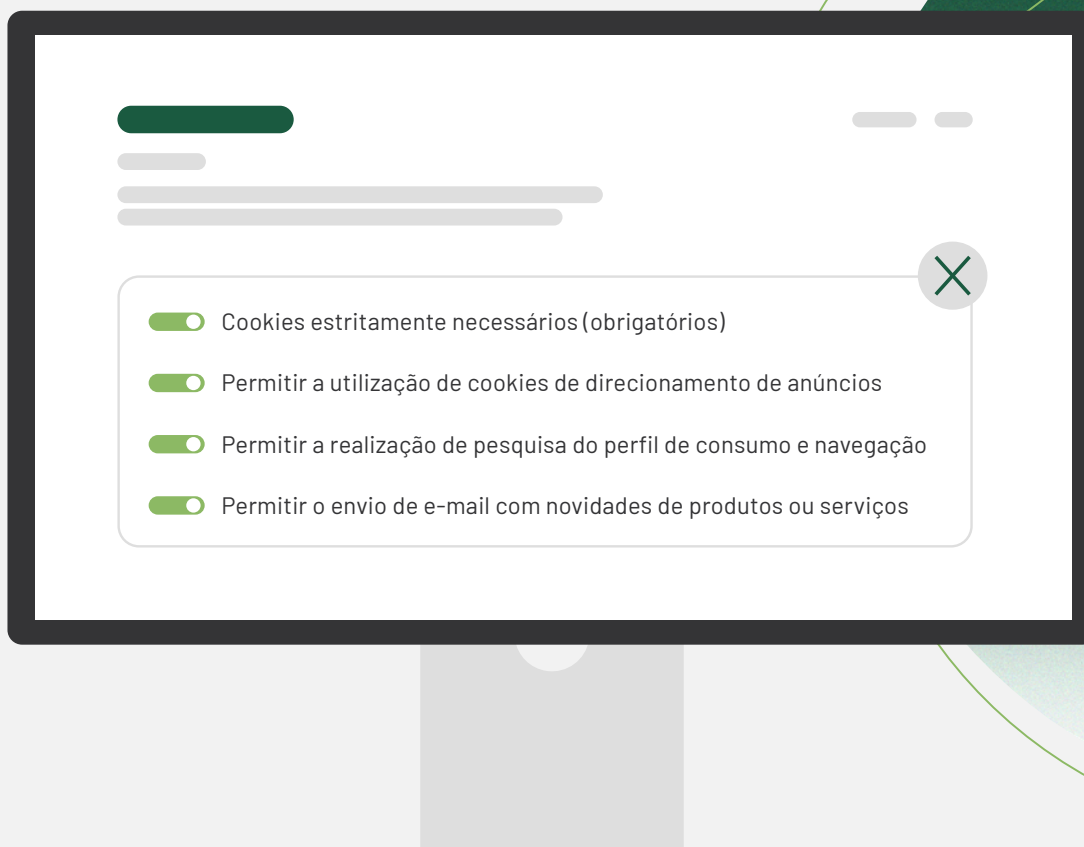 Cookies estritamente necessários (obrigatórios)
Permitir a utilização de cookies de direcionamento de anúncios
Permitir a realização de pesquisa do perfil de consumo e navegação
Permitir o envio de e-mail com novidades de produtos ou serviços